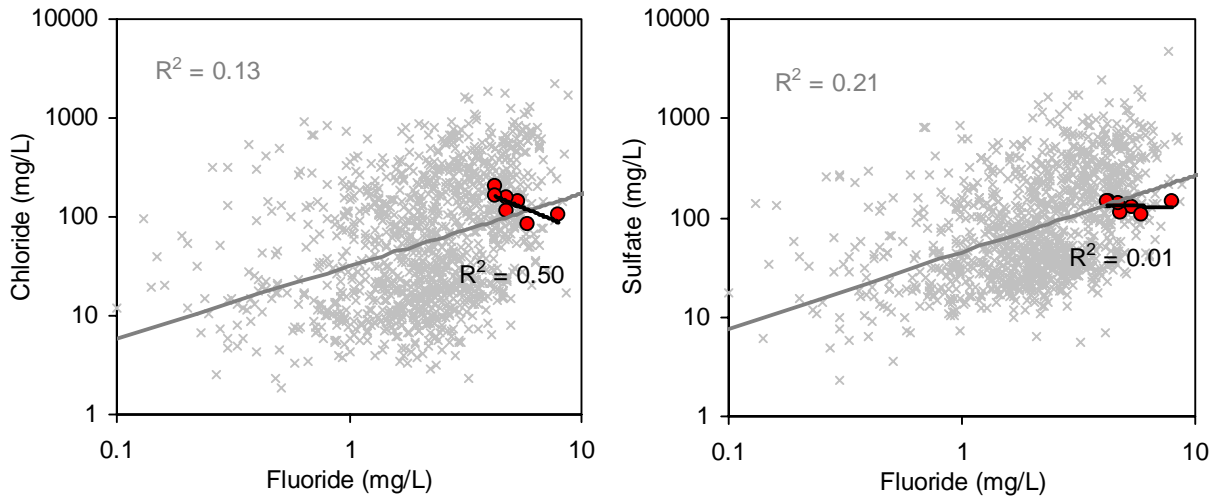 10000
1000
100
10
1
Chloride (mg/L)
R² = 0.13
R² = 0.50
0.1
1
10
Fluoride (mg/L)
10000
1000
100
10
1
Sulfate (mg/L)
R² = 0.21
R² = 0.01
0.1
1
10
Fluoride (mg/L)